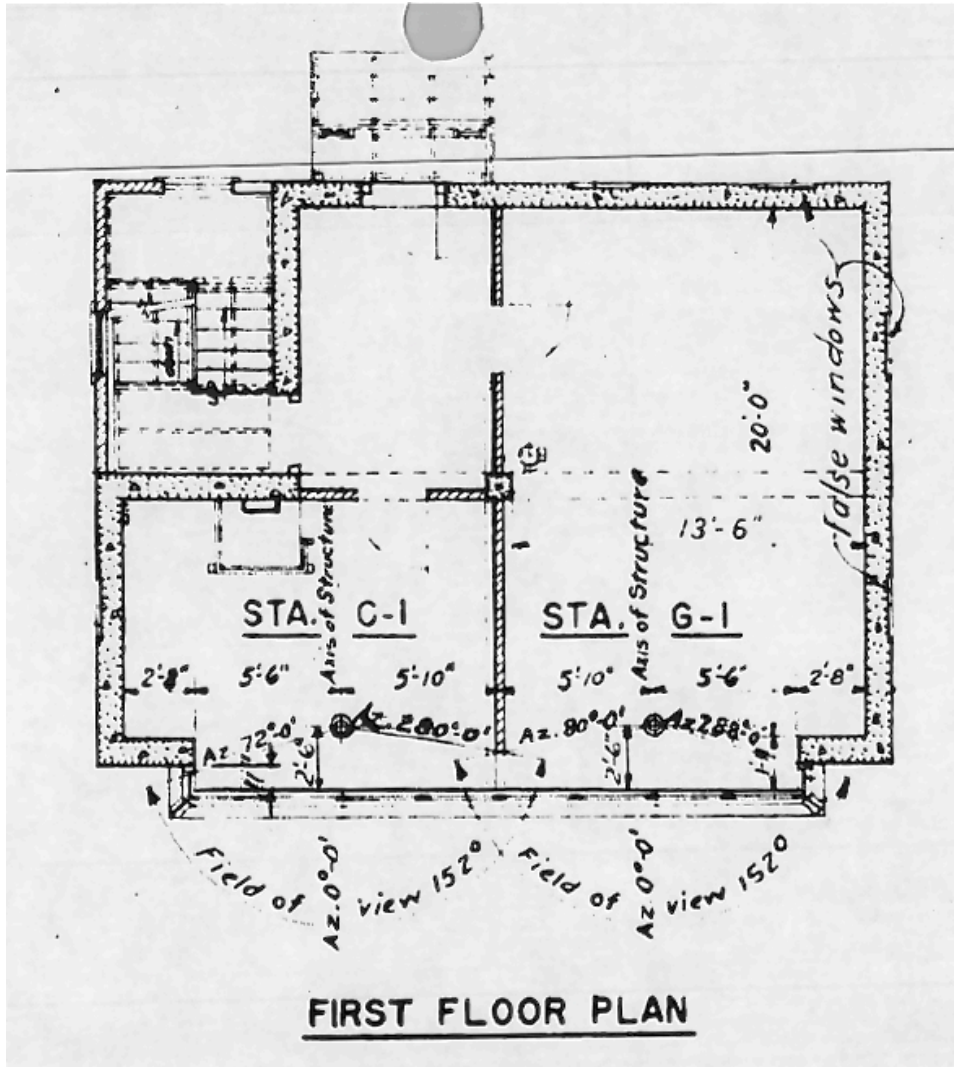 false windows
20'-0"
13'-6"
Axis of Structure
Axis of Structure
STA. C-1
STA. G-1
2'-8"
5'-6"
5'-10"
5'-10"
5'-6"
2'-8"
Az. 72°-0'
Az. 280°-0'
Az. 80°-0'
Az 288°-0'
2'-6"
2'-6"
Az. 0°-0'
Az. 0°-0'
Field of view 152°
Field of view 152°
FIRST FLOOR PLAN